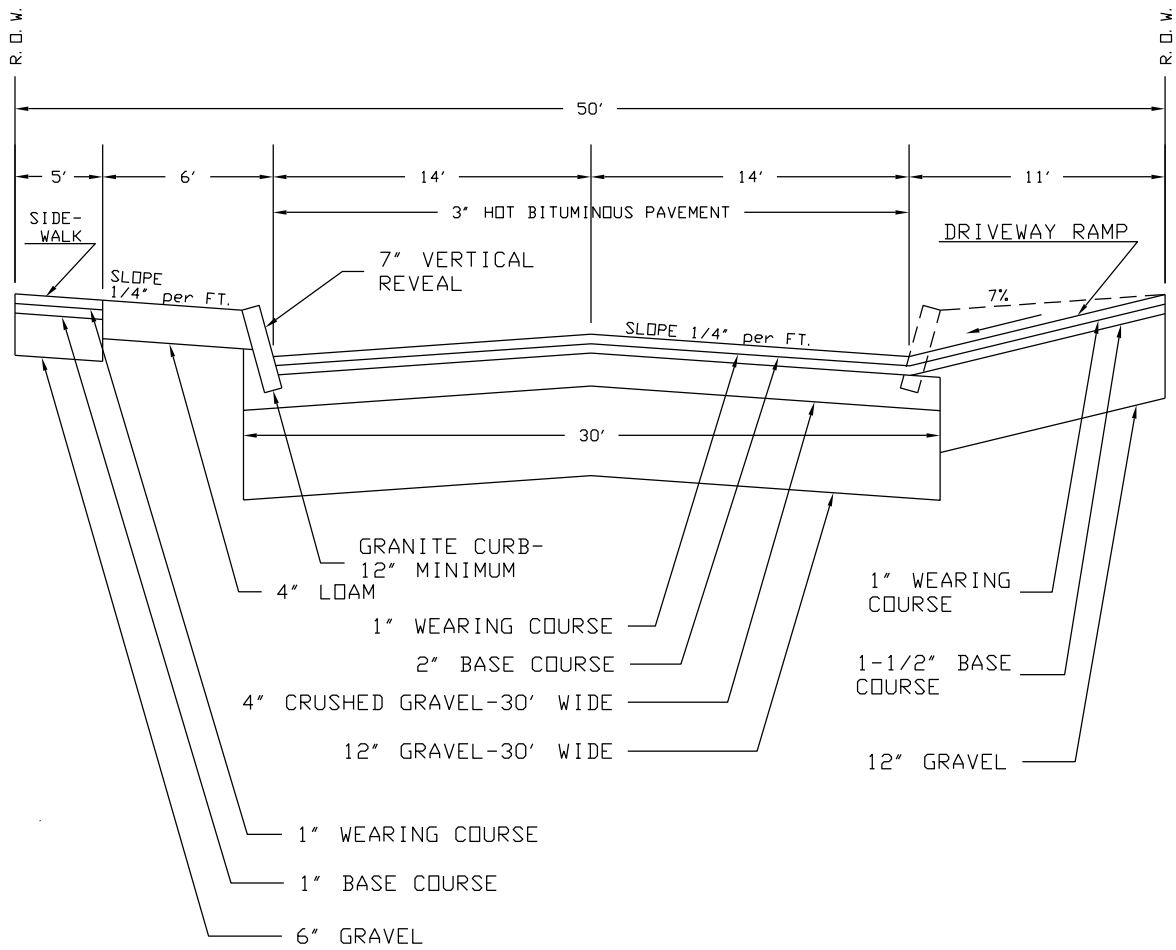 R. O. W.
R. O. W.
50'
5'
6'
14'
14'
11'
3" HOT BITUMINOUS PAVEMENT
SIDE-
WALK
SLOPE
1/4" per FT.
7" VERTICAL
REVEAL
DRIVEWAY RAMP
7%
SLOPE 1/4" per FT.
30'
GRANITE CURB-
12" MINIMUM
4" LOAM
1" WEARING COURSE
2" BASE COURSE
4" CRUSHED GRAVEL-30' WIDE
12" GRAVEL-30' WIDE
1" WEARING
COURSE
1-1/2" BASE
COURSE
12" GRAVEL
1" WEARING COURSE
1" BASE COURSE
6" GRAVEL